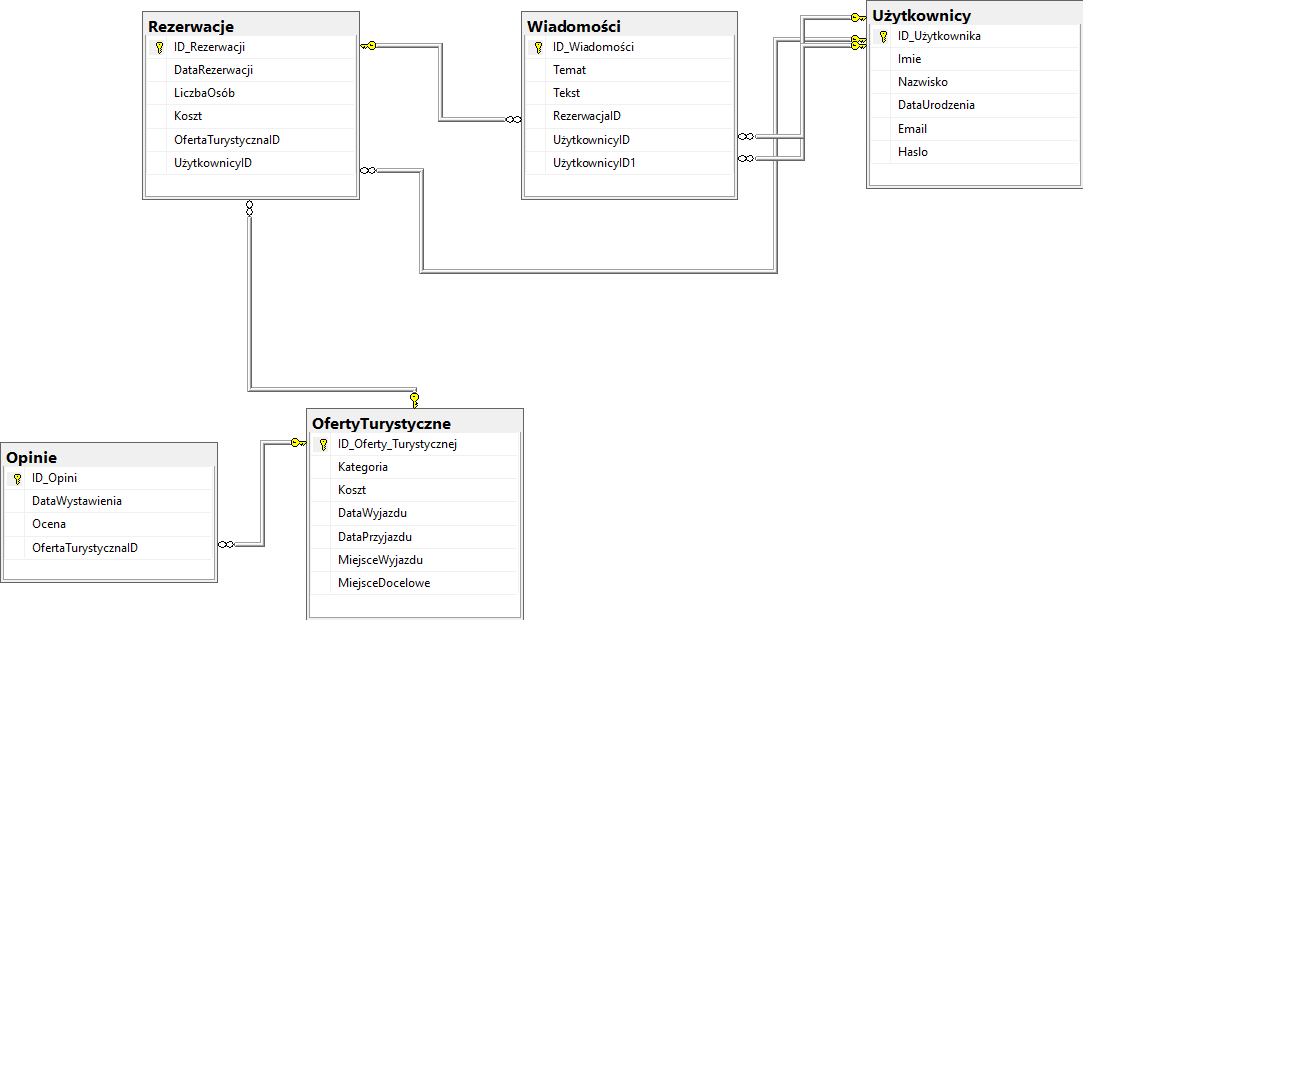 Rezerwacje
ID_Rezerwacji
DataRezerwacji
LiczbaOsób
Koszt
OfertaTurystycznaID
UżytkownicyID
Wiadomości
ID_Wiadomości
Temat
Tekst
RezerwacjaID
UżytkownicyID
UżytkownicyID1
Użytkownicy
ID_Użytkownika
Imie
Nazwisko
DataUrodzenia
Email
Haslo
Opinie
ID_Opini
DataWystawienia
Ocena
OfertaTurystycznaID
OfertyTurystyczne
ID_Oferty_Turystycznej
Kategoria
Koszt
DataWyjazdu
DataPrzyjazdu
MiejsceWyjazdu
MiejsceDocelowe